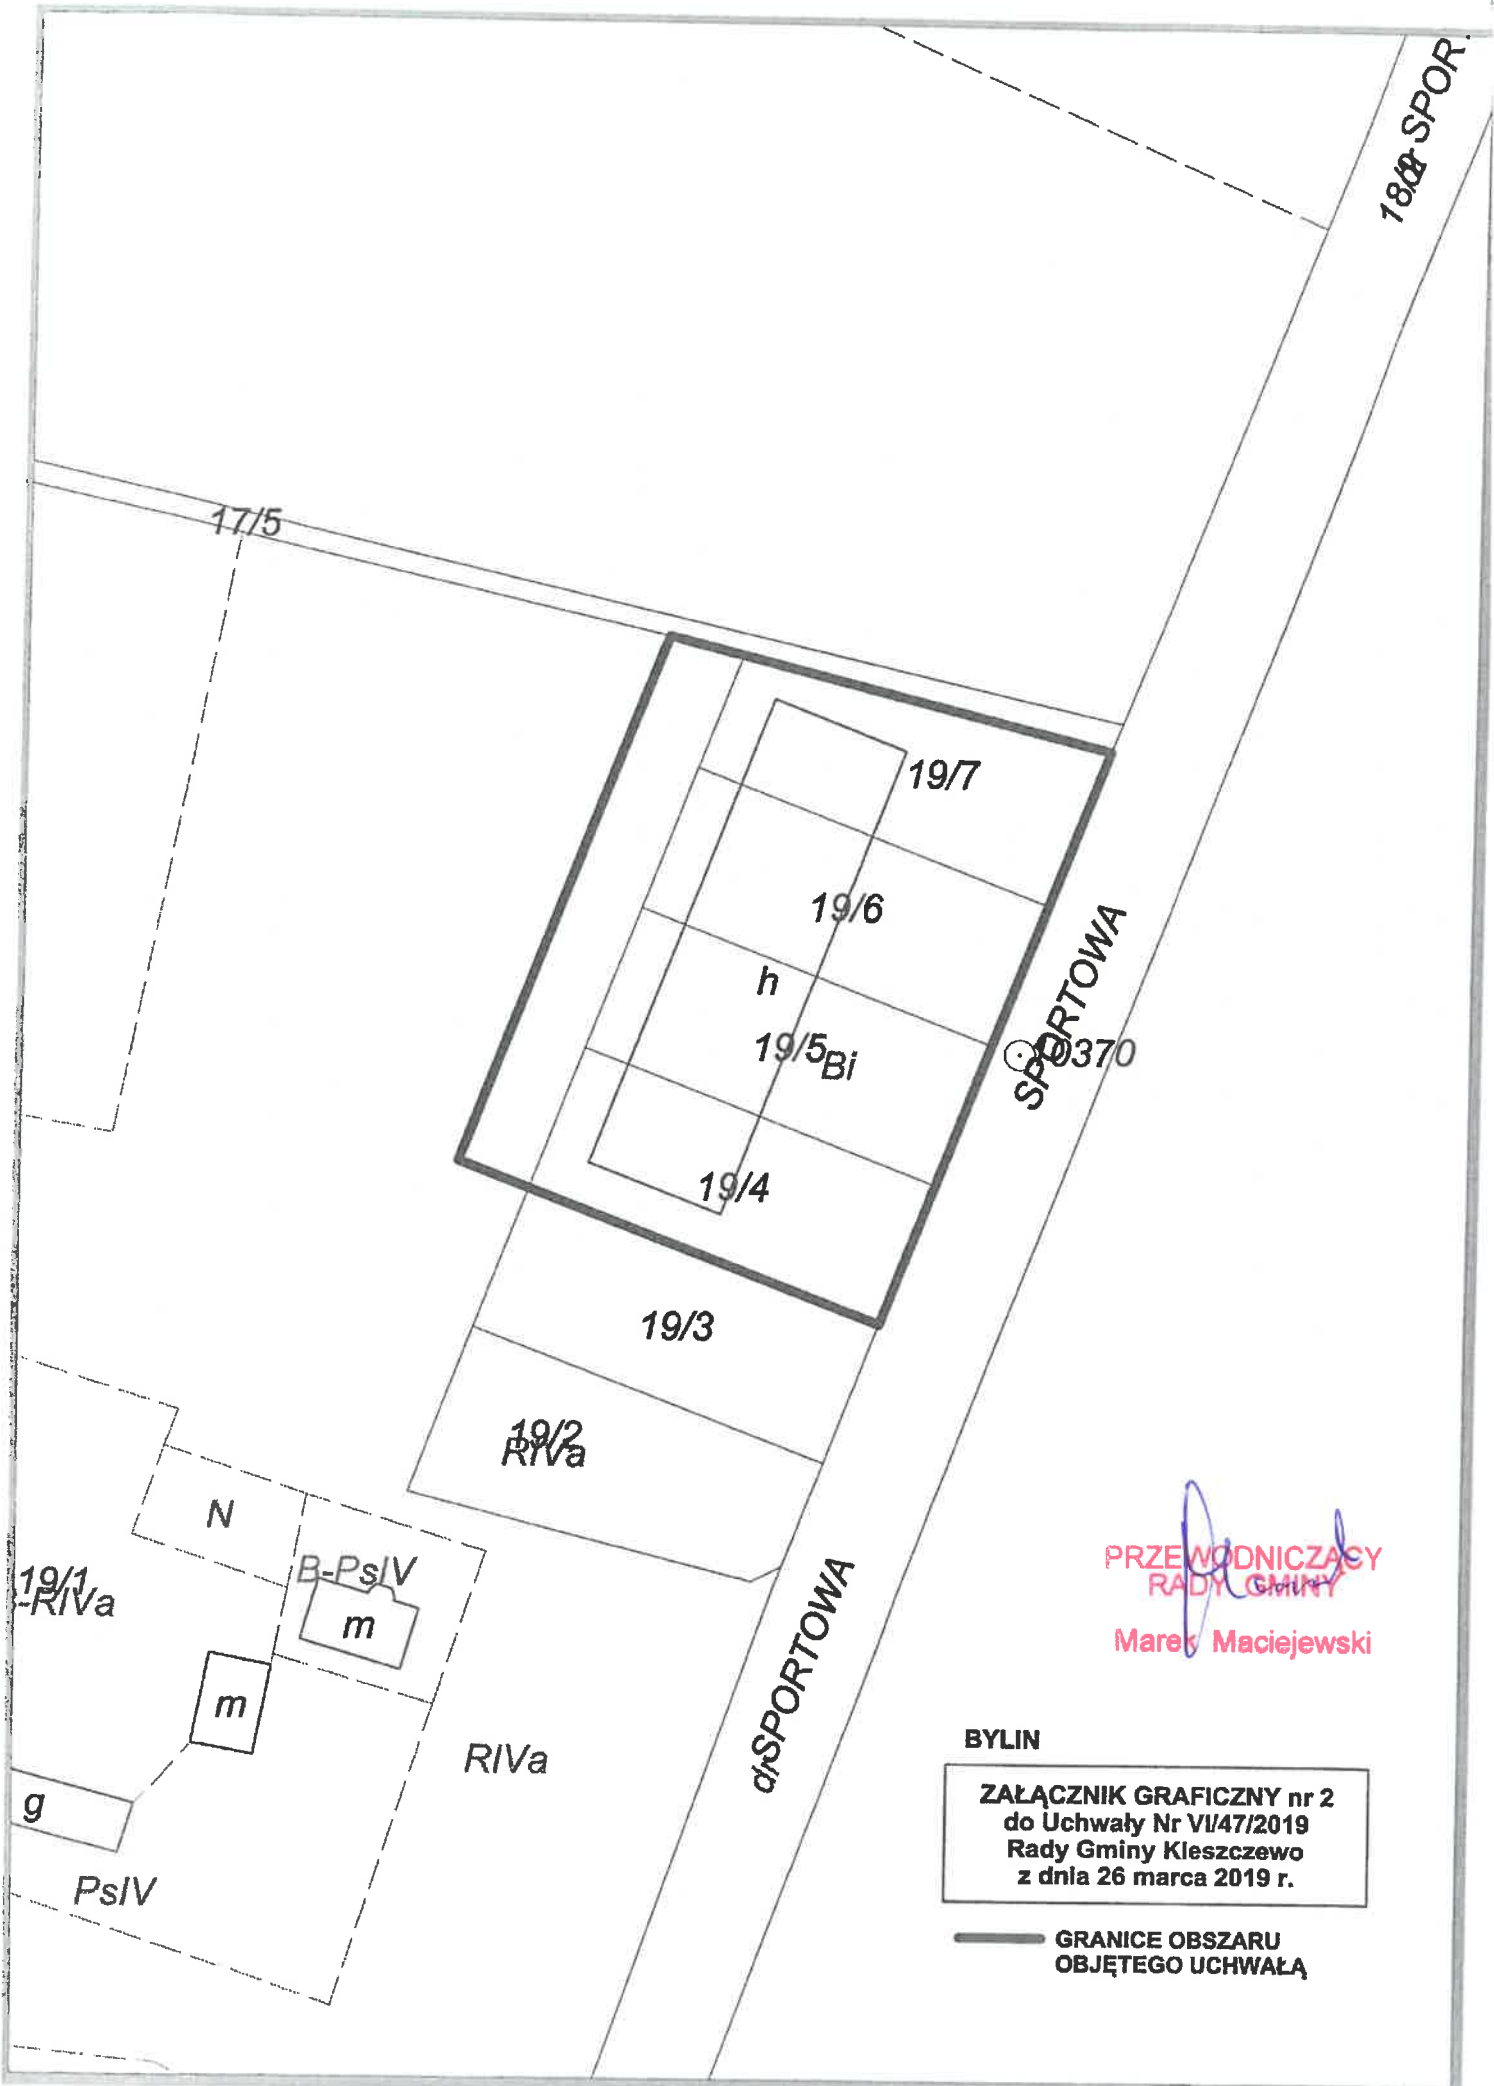 SPOR.
17/5
19/7
19/6
h
19/5
Bi
SPORTOWA
0370
19/4
19/3
19/2
RIVa
N
B-PsIV
19/1
-RIVa
m
m
RIVa
dr
SPORTOWA
g
PsIV
PRZEWODNICZĄCY
RADY GMINY
Marek Maciejewski
BYLIN
ZAŁĄCZNIK GRAFICZNY nr 2
do Uchwały Nr VI/47/2019
Rady Gminy Kleszczewo
z dnia 26 marca 2019 r.
GRANICE OBSZARU
OBJĘTEGO UCHWAŁĄ